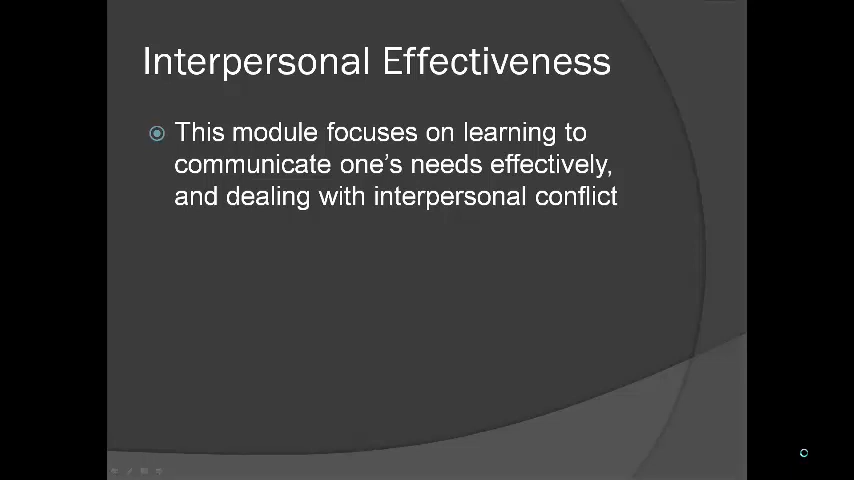 Interpersonal Effectiveness
This module focuses on learning to
communicate one’s needs effectively,
and dealing with interpersonal conflict